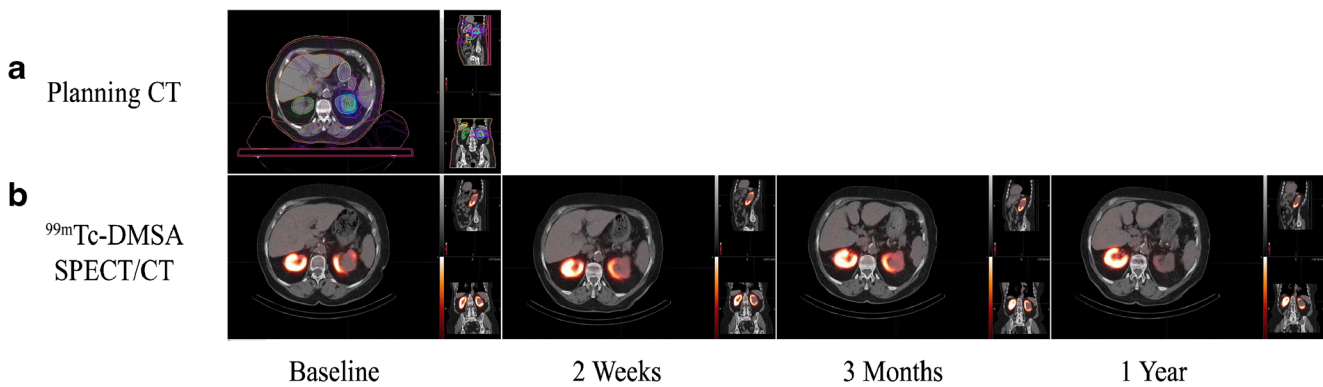 a
Planning CT
b
⁹⁹ᵐTc-DMSA
SPECT/CT
Baseline
2 Weeks
3 Months
1 Year